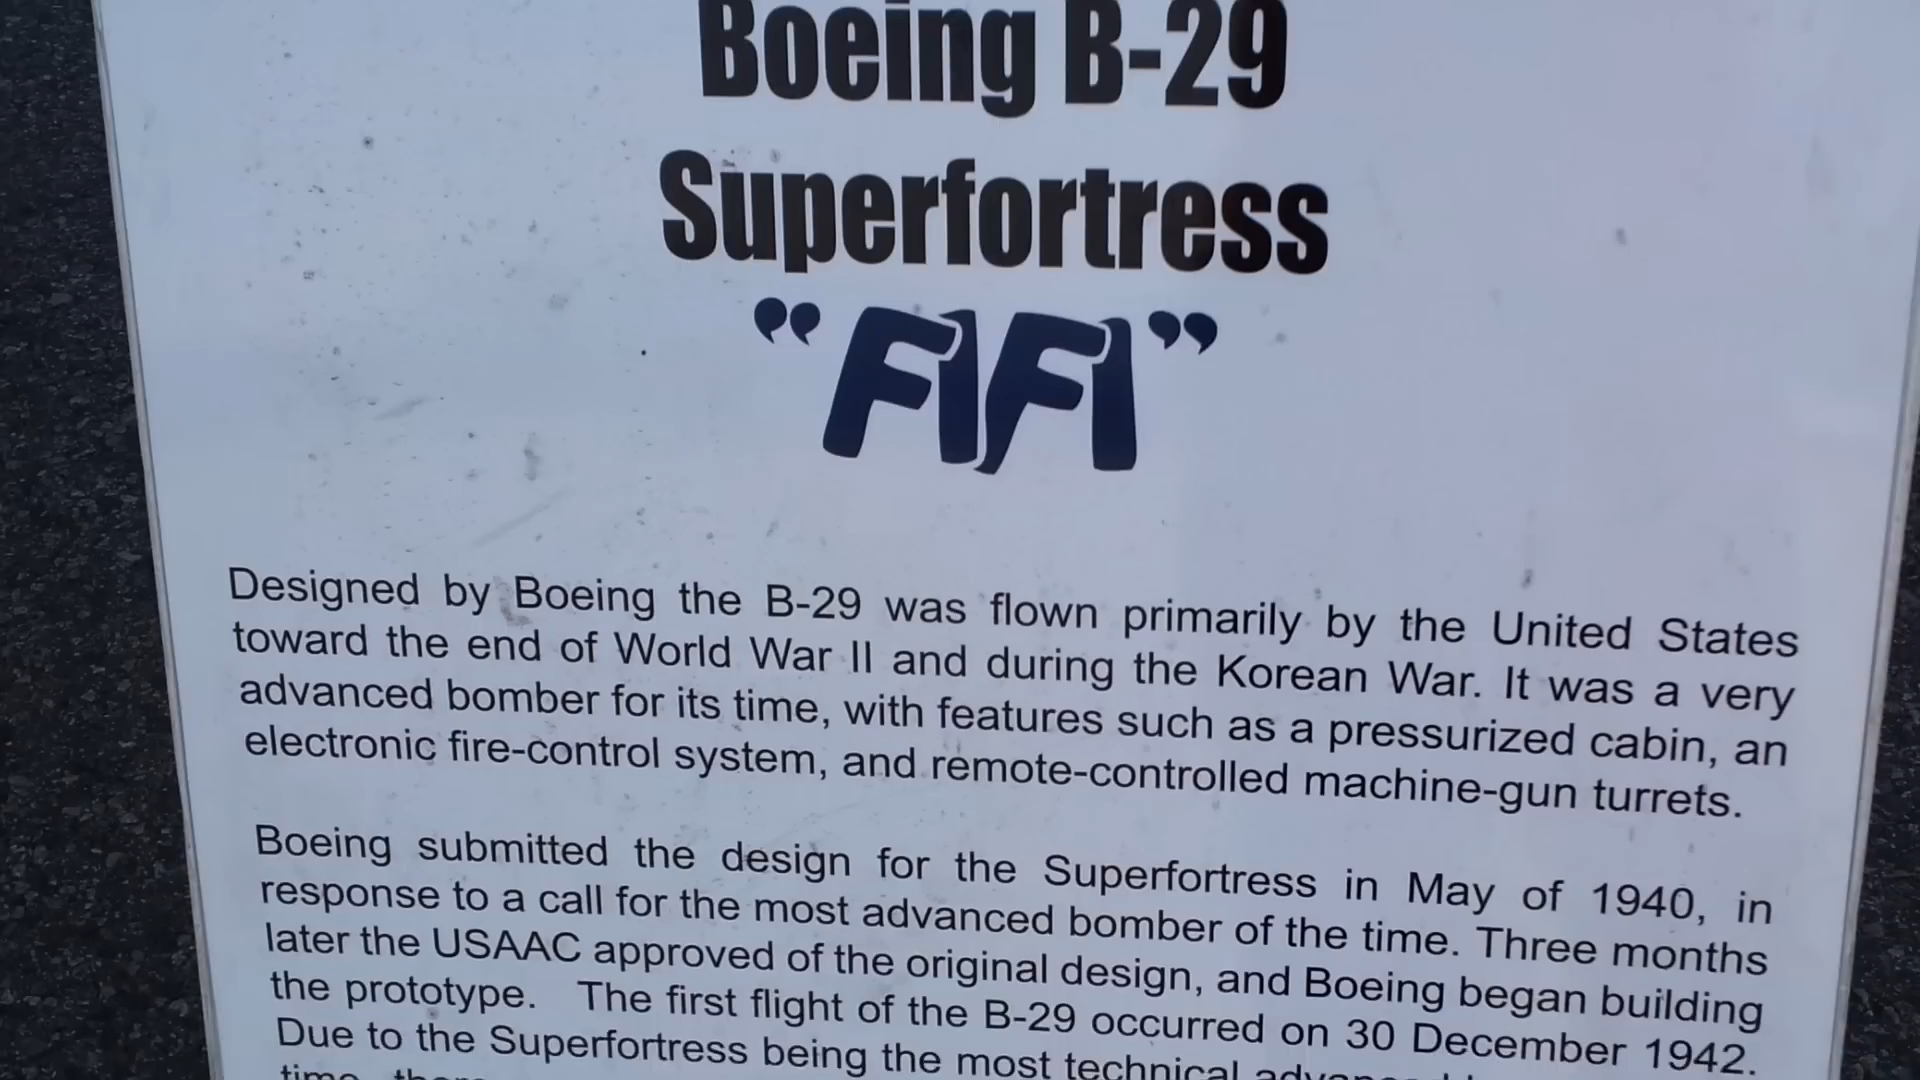 Boeing B-29
Superfortress
"FIFI"
Designed by Boeing the B-29 was flown primarily by the United States
toward the end of World War II and during the Korean War. It was a very
advanced bomber for its time, with features such as a pressurized cabin, an
electronic fire-control system, and remote-controlled machine-gun turrets.
Boeing submitted the design for the Superfortress in May of 1940, in
response to a call for the most advanced bomber of the time. Three months
later the USAAC approved of the original design, and Boeing began building
the prototype. The first flight of the B-29 occurred on 30 December 1942.
Due to the Superfortress being the most technical